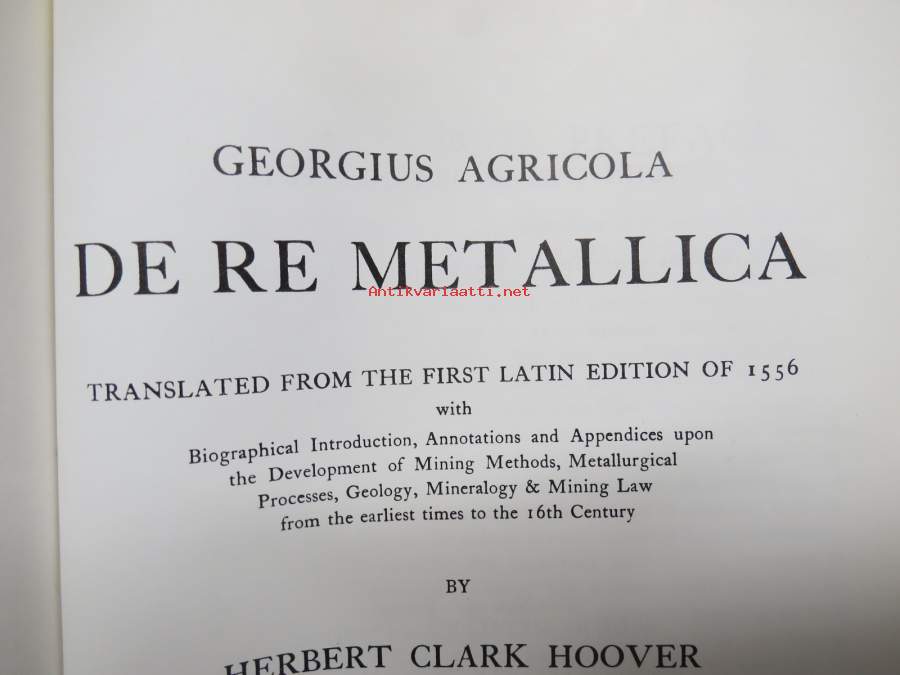 GEORGIUS AGRICOLA
DE RE METALLICA
Antikvariaatti.net
TRANSLATED FROM THE FIRST LATIN EDITION OF 1556
with
Biographical Introduction, Annotations and Appendices upon
the Development of Mining Methods, Metallurgical
Processes, Geology, Mineralogy & Mining Law
from the earliest times to the 16th Century
BY
HERBERT CLARK HOOVER